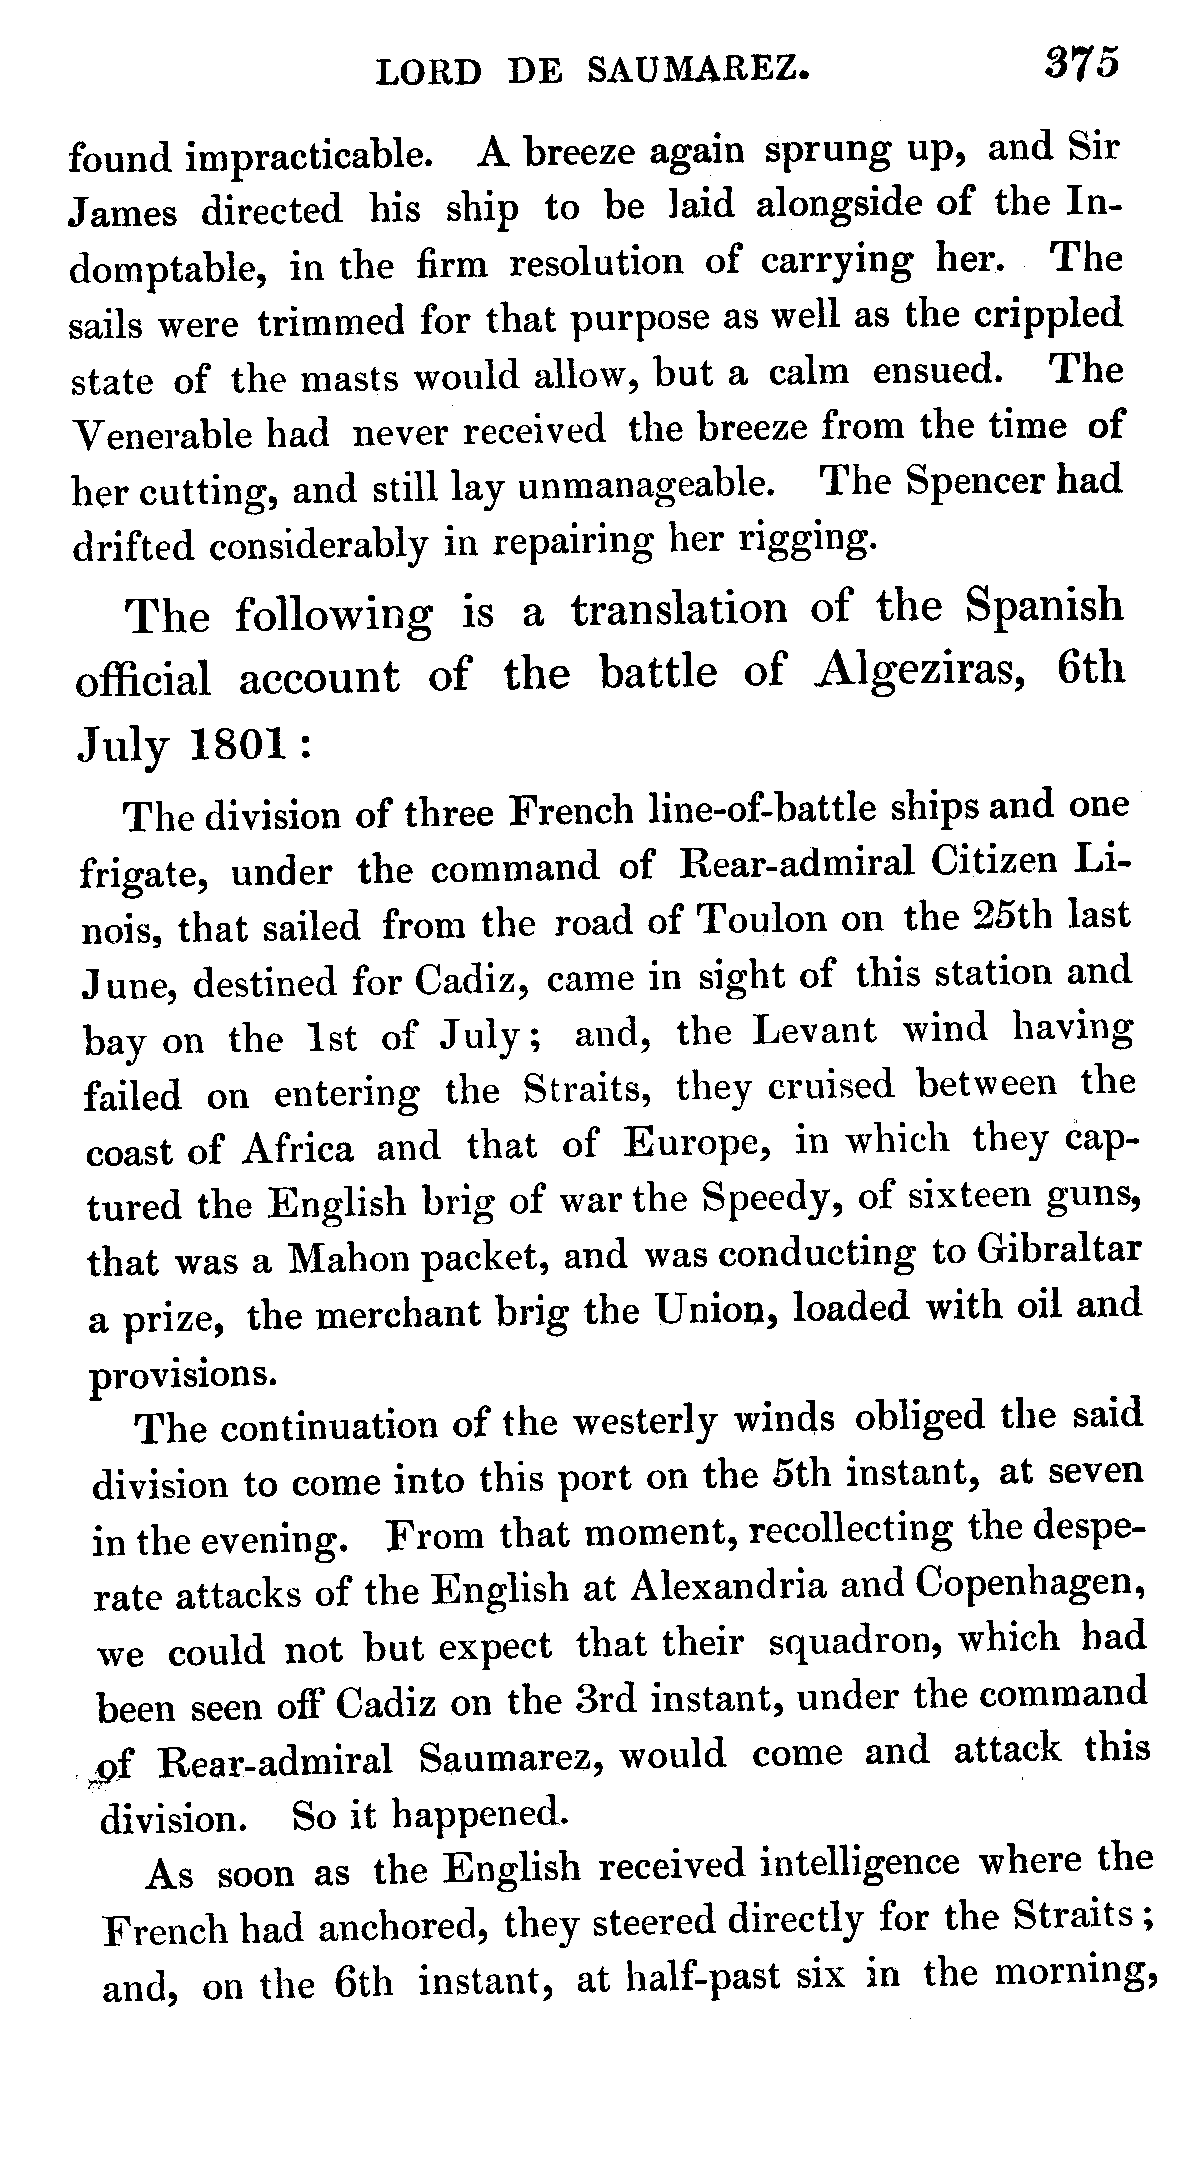 LORD DE SAUMAREZ. 375
found impracticable. A breeze again sprung up, and Sir
James directed his ship to be laid alongside of the In-
domptable, in the firm resolution of carrying her. The
sails were trimmed for that purpose as well as the crippled
state of the masts would allow, but a calm ensued. The
Venerable had never received the breeze from the time of
her cutting, and still lay unmanageable. The Spencer had
drifted considerably in repairing her rigging.
The following is a translation of the Spanish
official account of the battle of Algeziras, 6th
July 1801 :
The division of three French line-of-battle ships and one
frigate, under the command of Rear-admiral Citizen Li-
nois, that sailed from the road of Toulon on the 25th last
June, destined for Cadiz, came in sight of this station and
bay on the 1st of July; and, the Levant wind having
failed on entering the Straits, they cruised between the
coast of Africa and that of Europe, in which they cap-
tured the English brig of war the Speedy, of sixteen guns,
that was a Mahon packet, and was conducting to Gibraltar
a prize, the merchant brig the Union, loaded with oil and
provisions.
The continuation of the westerly winds obliged the said
division to come into this port on the 5th instant, at seven
in the evening. From that moment, recollecting the despe-
rate attacks of the English at Alexandria and Copenhagen,
we could not but expect that their squadron, which had
been seen off Cadiz on the 3rd instant, under the command
of Rear-admiral Saumarez, would come and attack this
division. So it happened.
As soon as the English received intelligence where the
French had anchored, they steered directly for the Straits ;
and, on the 6th instant, at half-past six in the morning,